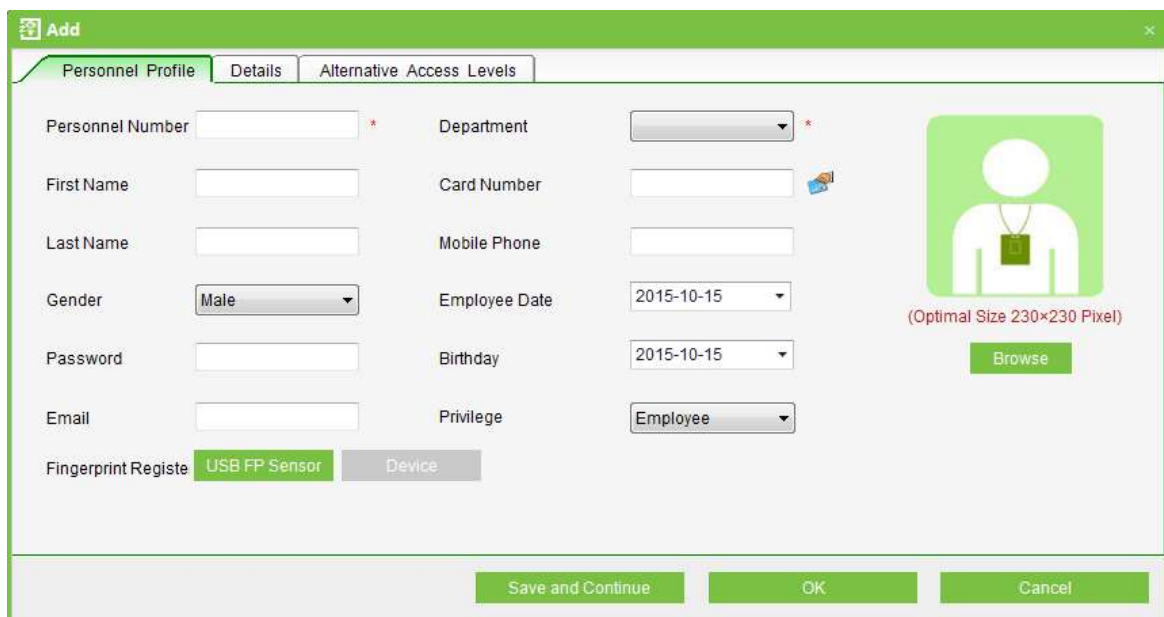 Add
Personnel Profile Details Alternative Access Levels
Personnel Number * Department *
First Name Card Number
Last Name Mobile Phone
Gender Male Employee Date 2015-10-15
(Optimal Size 230×230 Pixel)
Password Birthday 2015-10-15 Browse
Email Privilege Employee
Fingerprint Registe USB FP Sensor Device
Save and Continue OK Cancel